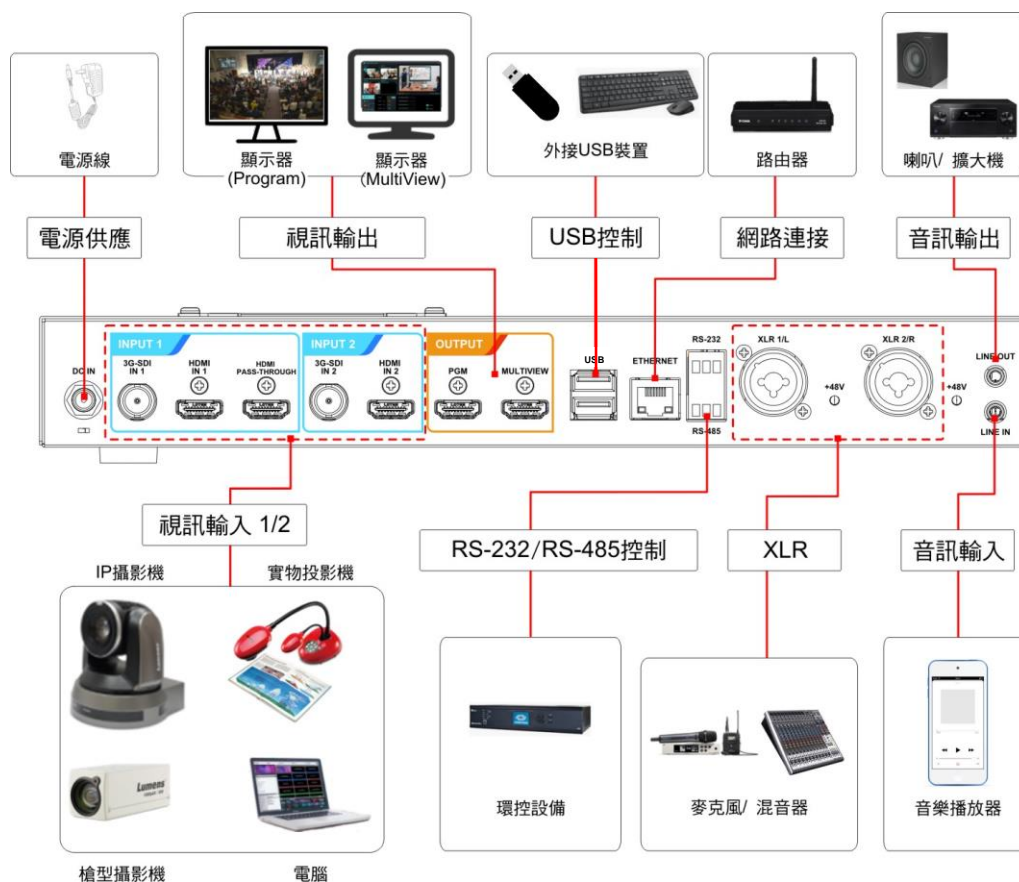 電源線
顯示器
(Program)
顯示器
(MultiView)
外接USB裝置
路由器
喇叭/ 擴大機
電源供應
視訊輸出
USB控制
網路連接
音訊輸出
INPUT 1
INPUT 2
OUTPUT
DC IN
3G-SDI
IN 1
HDMI
IN 1
HDMI
PASS-THROUGH
3G-SDI
IN 2
HDMI
IN 2
PGM
MULTIVIEW
USB
ETHERNET
RS-232
RS-485
XLR 1/L
+48V
XLR 2/R
+48V
LINE OUT
LINE IN
視訊輸入 1/2
RS-232/RS-485控制
XLR
音訊輸入
IP攝影機
實物投影機
Lumens
槍型攝影機
電腦
環控設備
麥克風/ 混音器
音樂播放器